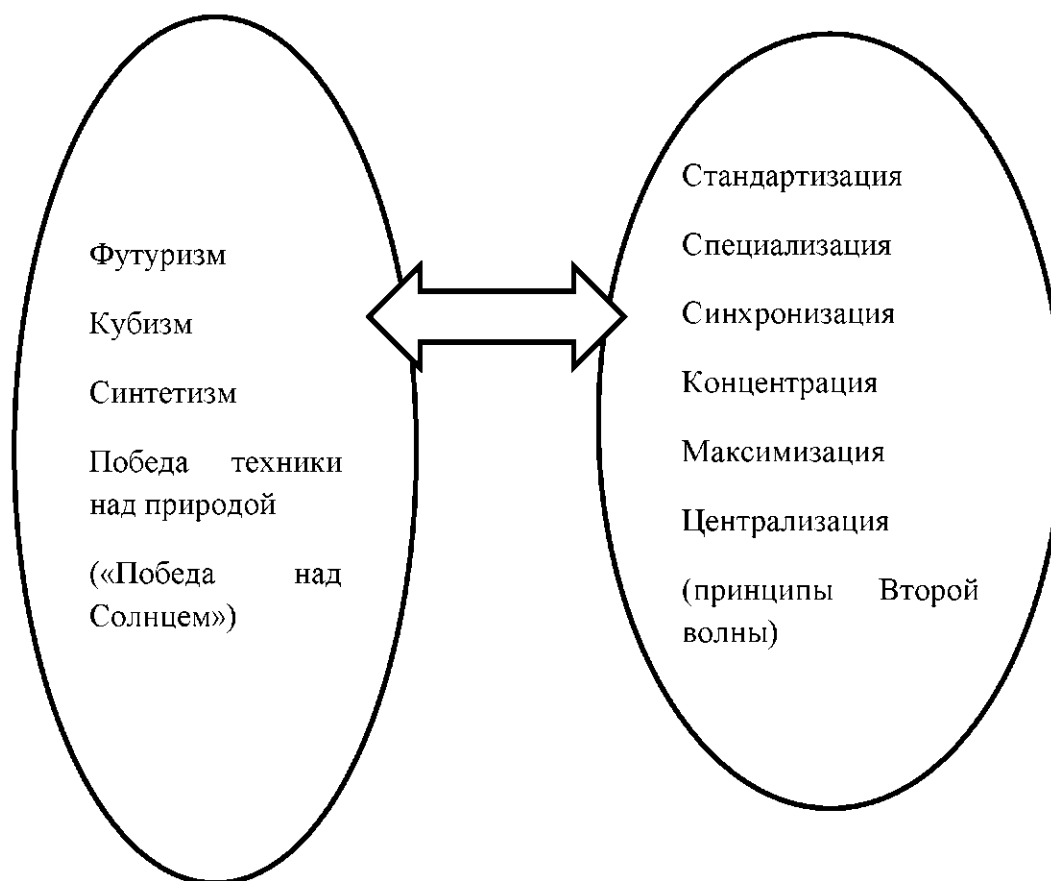 Футуризм
Кубизм
Синтетизм
Победа техники
над природой
(«Победа над
Солнцем»)
Стандартизация
Специализация
Синхронизация
Концентрация
Максимизация
Централизация
(принципы Второй
волны)